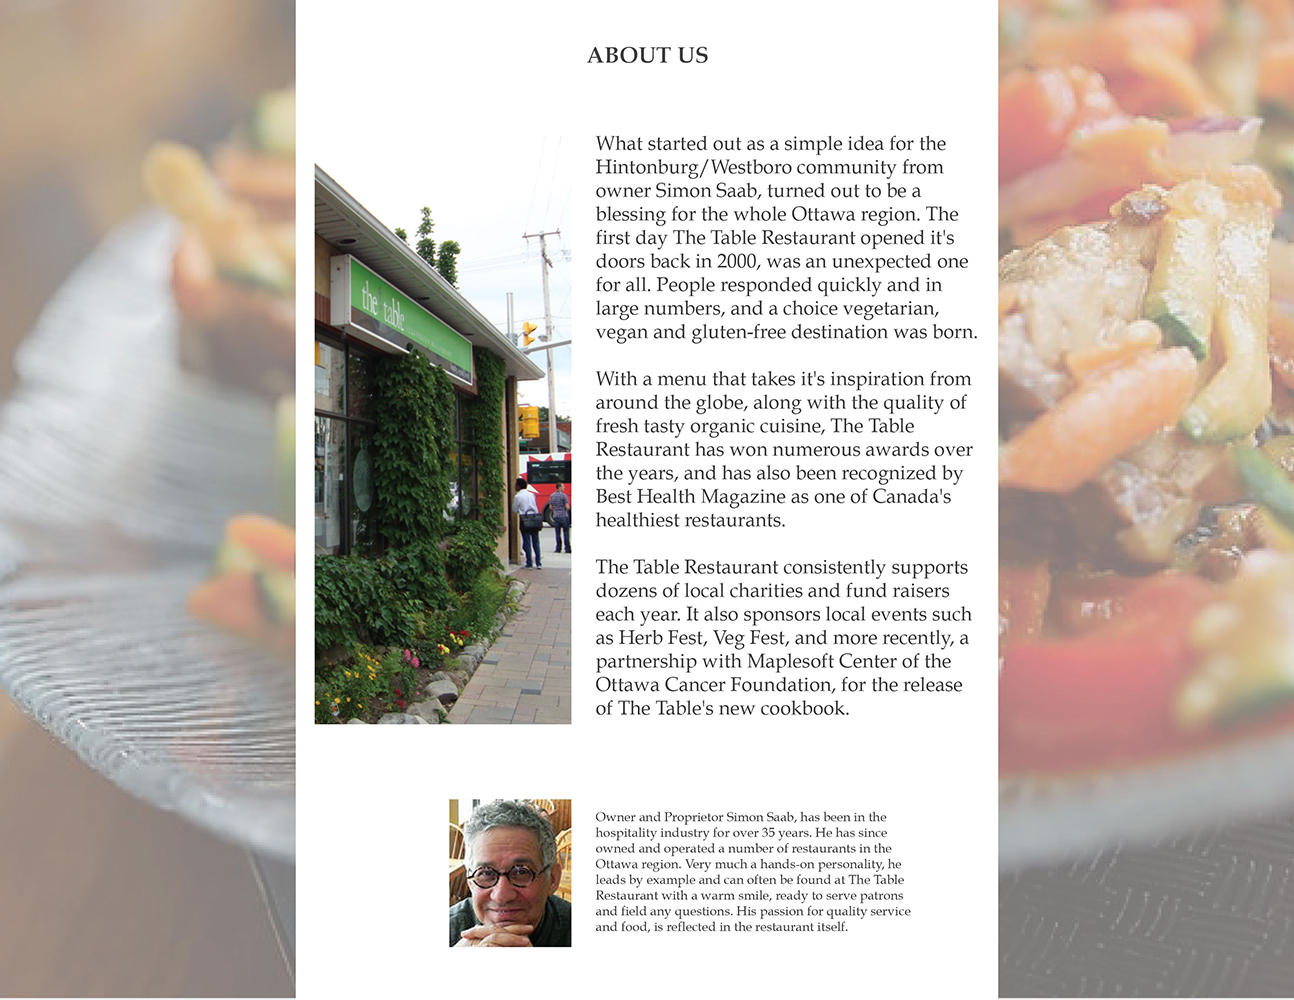 ABOUT US
What started out as a simple idea for the
Hintonburg/Westboro community from
owner Simon Saab, turned out to be a
blessing for the whole Ottawa region. The
first day The Table Restaurant opened it's
doors back in 2000, was an unexpected one
for all. People responded quickly and in
large numbers, and a choice vegetarian,
vegan and gluten-free destination was born.
With a menu that takes it's inspiration from
around the globe, along with the quality of
fresh tasty organic cuisine, The Table
Restaurant has won numerous awards over
the years, and has also been recognized by
Best Health Magazine as one of Canada's
healthiest restaurants.
The Table Restaurant consistently supports
dozens of local charities and fund raisers
each year. It also sponsors local events such
as Herb Fest, Veg Fest, and more recently, a
partnership with Maplesoft Center of the
Ottawa Cancer Foundation, for the release
of The Table's new cookbook.
the table
Owner and Proprietor Simon Saab, has been in the
hospitality industry for over 35 years. He has since
owned and operated a number of restaurants in the
Ottawa region. Very much a hands-on personality, he
leads by example and can often be found at The Table
Restaurant with a warm smile, ready to serve patrons
and field any questions. His passion for quality service
and food, is reflected in the restaurant itself.